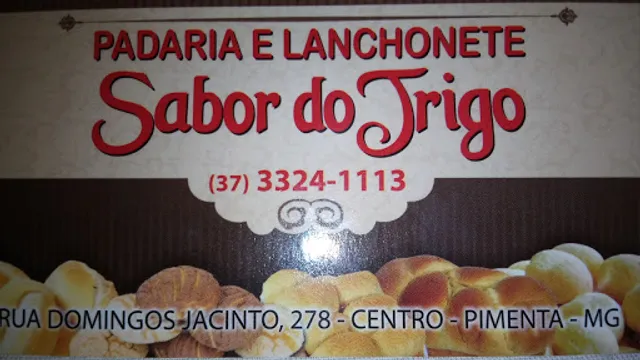 PADARIA E LANCHONETE
Sabor do Trigo
(37) 3324-1113
RUA DOMINGOS JACINTO, 278 - CENTRO - PIMENTA - MG